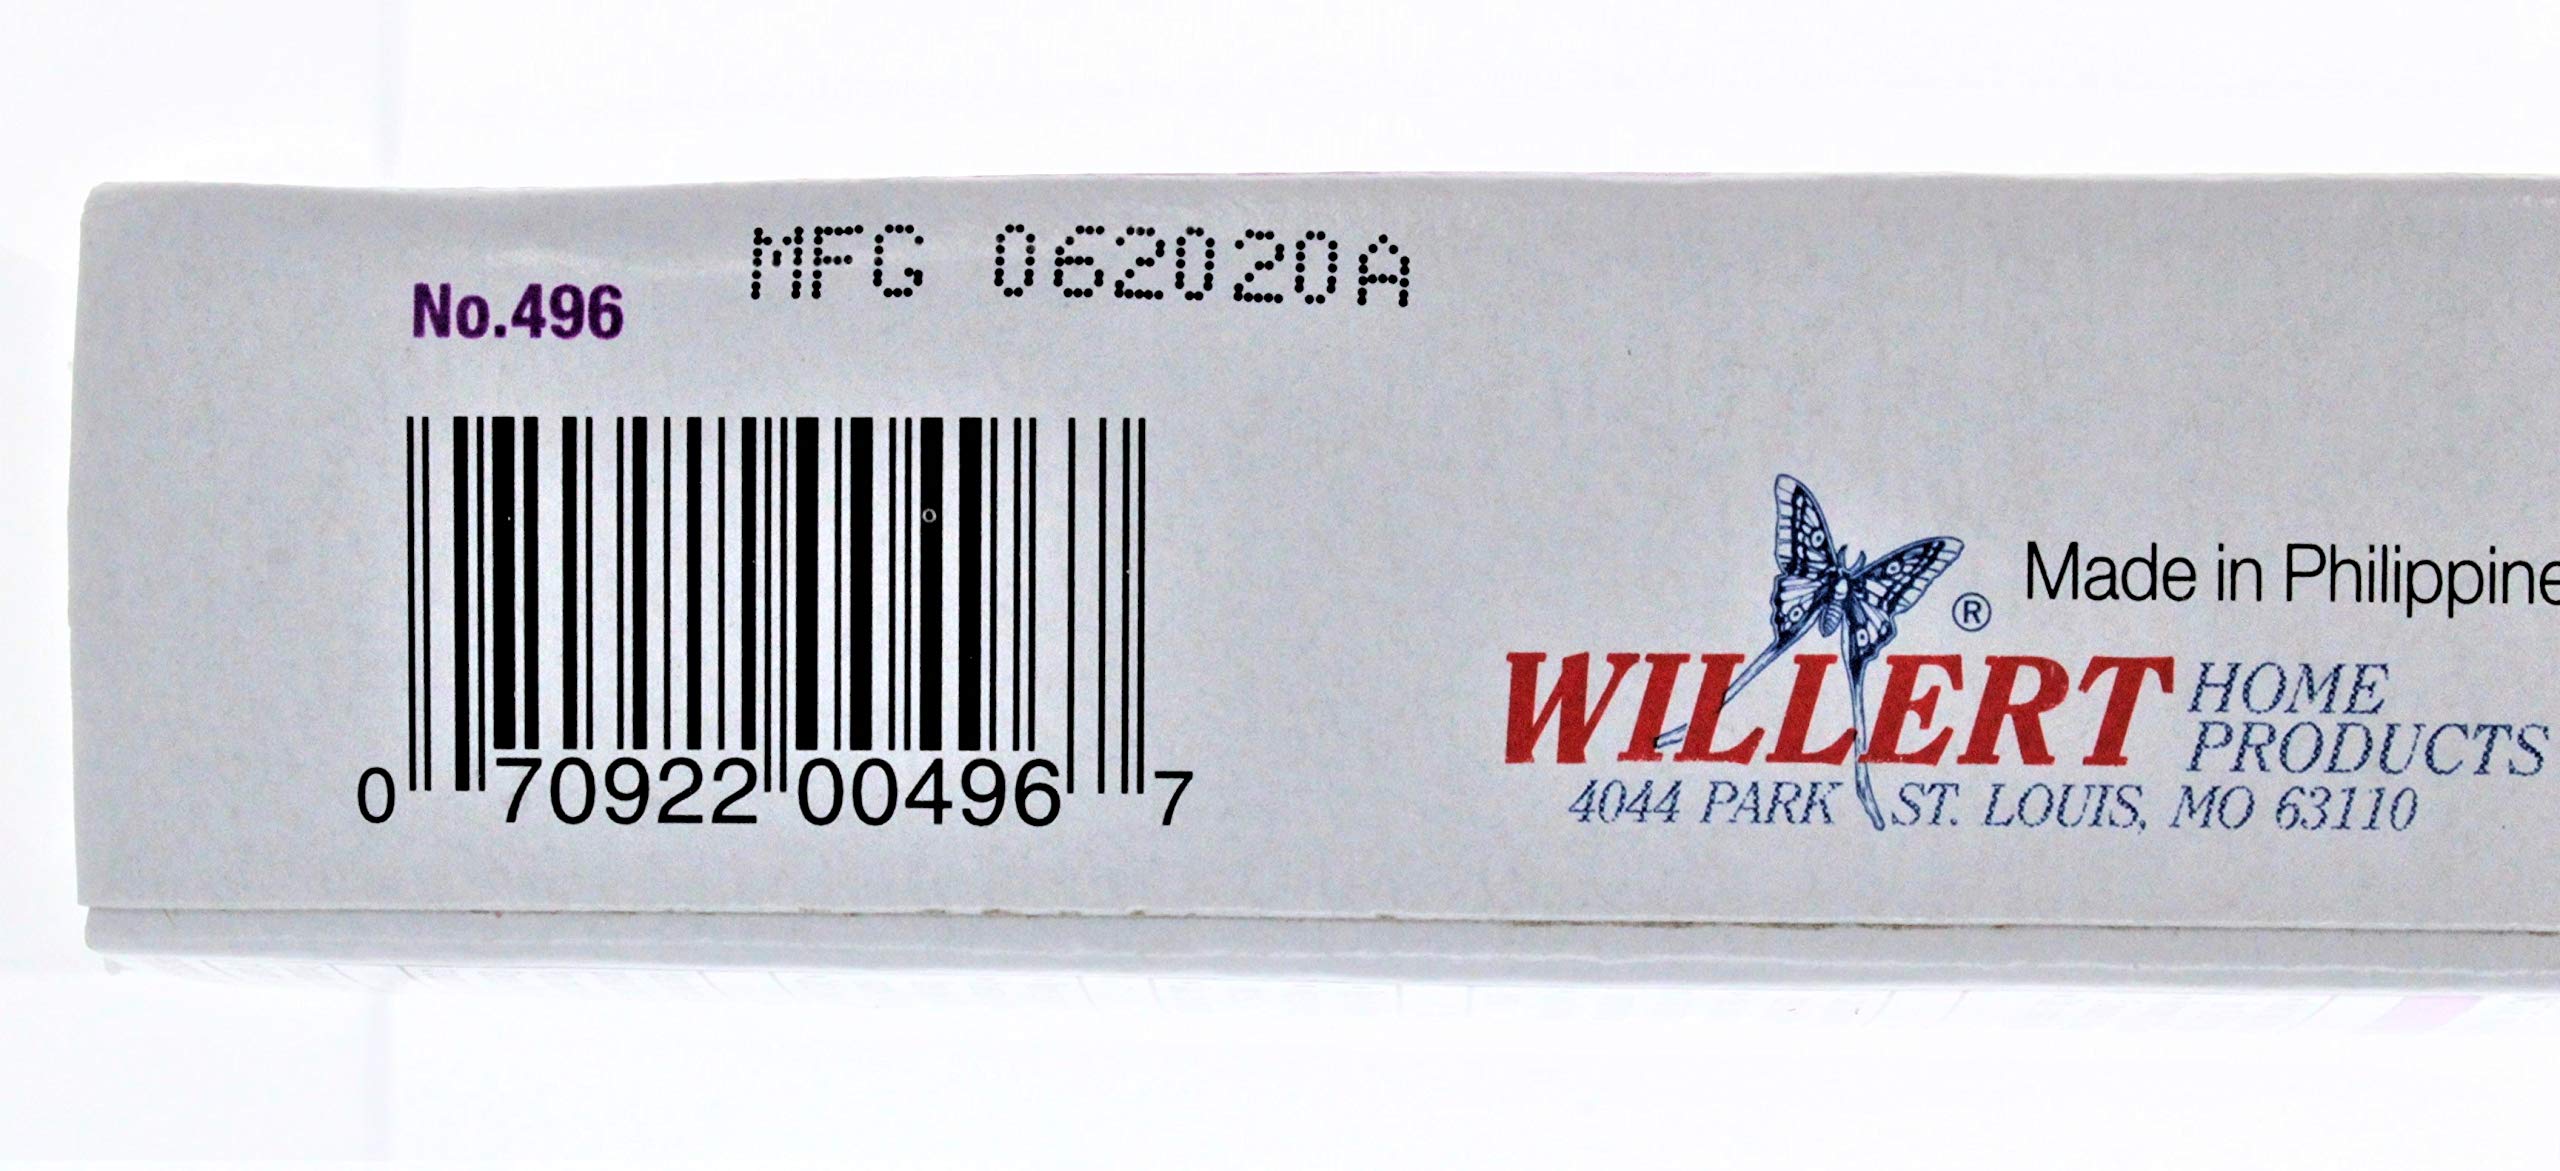 MFG 062020A
No.496
0 70922 00496 7
® Made in Philippine
WILLERT HOME PRODUCTS
4044 PARK ST. LOUIS, MO 63110